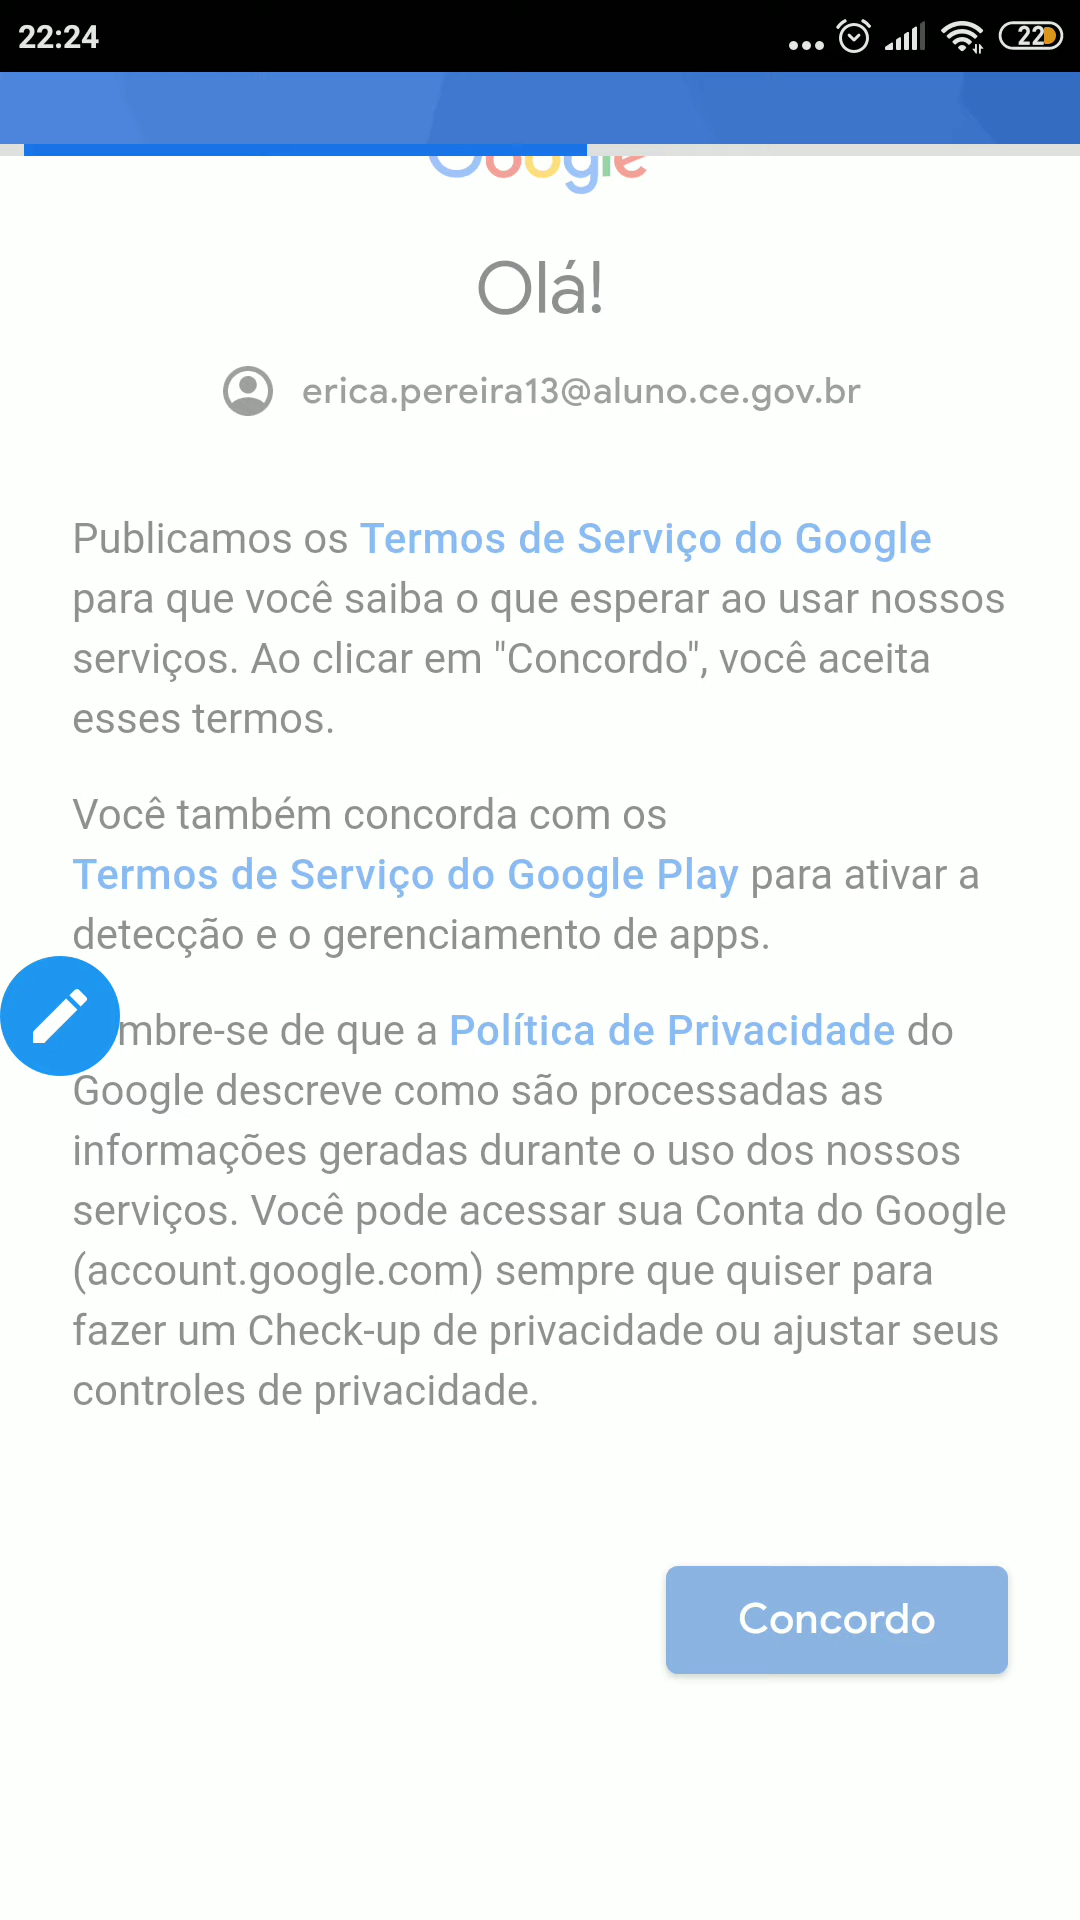 22:24
22
Google
Olá!
erica.pereira13@aluno.ce.gov.br
Publicamos os Termos de Serviço do Google
para que você saiba o que esperar ao usar nossos
serviços. Ao clicar em "Concordo", você aceita
esses termos.
Você também concorda com os
Termos de Serviço do Google Play para ativar a
detecção e o gerenciamento de apps.
mbre-se de que a Política de Privacidade do
Google descreve como são processadas as
informações geradas durante o uso dos nossos
serviços. Você pode acessar sua Conta do Google
(account.google.com) sempre que quiser para
fazer um Check-up de privacidade ou ajustar seus
controles de privacidade.
Concordo